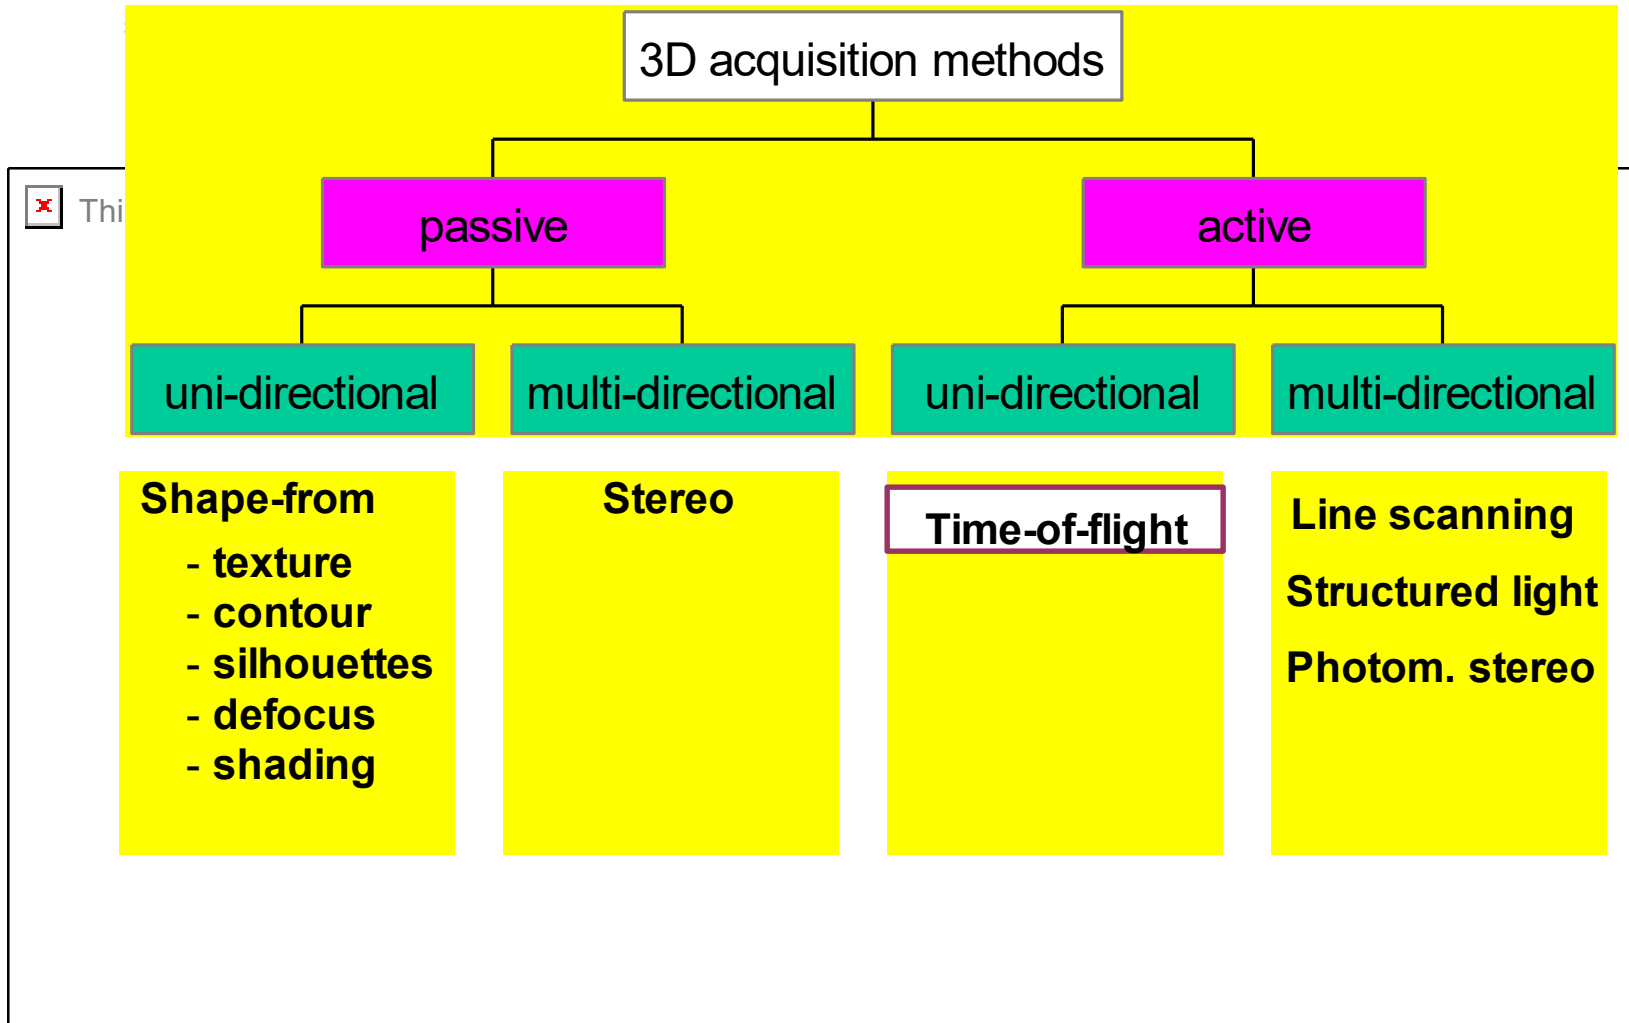 3D acquisition methods
Thi
passive
active
uni-directional
multi-directional
uni-directional
multi-directional
Shape-from
- texture
- contour
- silhouettes
- defocus
- shading
Stereo
Time-of-flight
Line scanning
Structured light
Photom. stereo